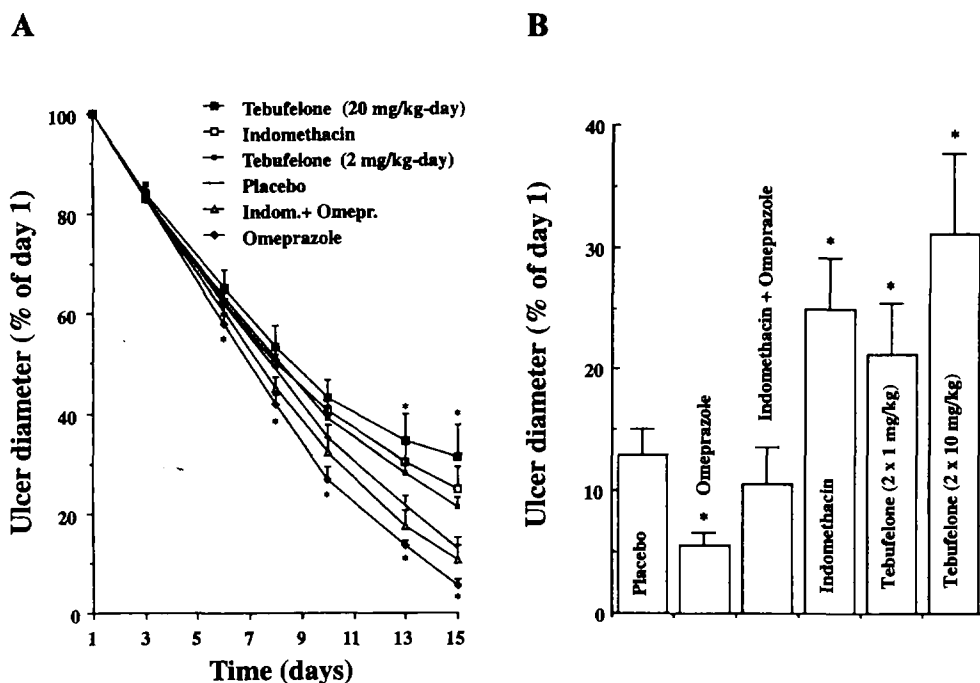 A
Ulcer diameter (% of day 1)
100
80
60
40
20
0
Tebufelone (20 mg/kg-day)
Indomethacin
Tebufelone (2 mg/kg-day)
Placebo
Indom.+ Omepr.
Omeprazole
* * * * * * *
1 3 5 7 9 11 13 15
Time (days)
B
Ulcer diameter (% of day 1)
40
30
20
10
0
Placebo
Omeprazole
*
Indomethacin + Omeprazole
Indomethacin
*
Tebufelone (2 x 1 mg/kg)
*
Tebufelone (2 x 10 mg/kg)
*